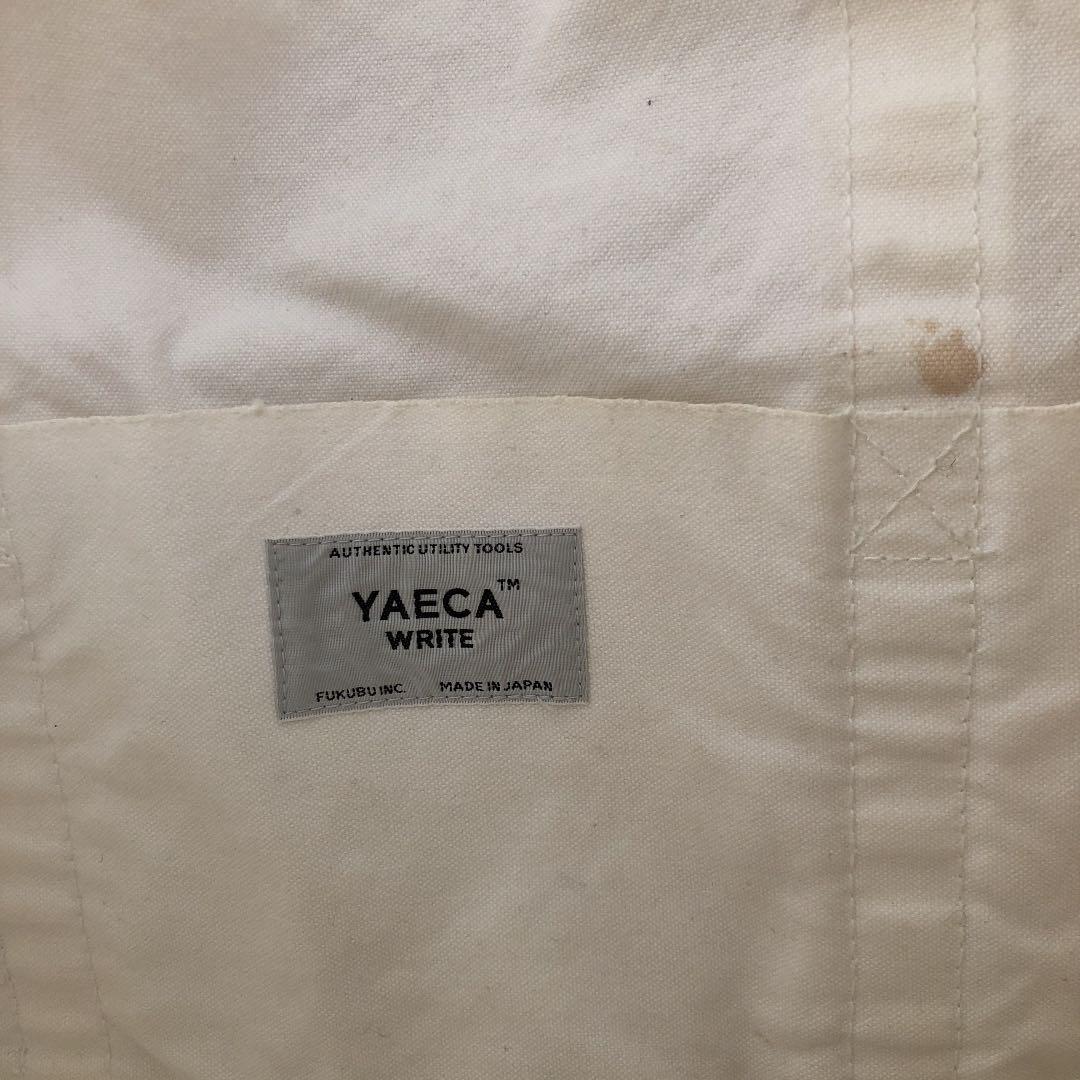 AUTHENTIC UTILITY TOOLS
YAECA™
WRITE
FUKUBU INC. MADE IN JAPAN